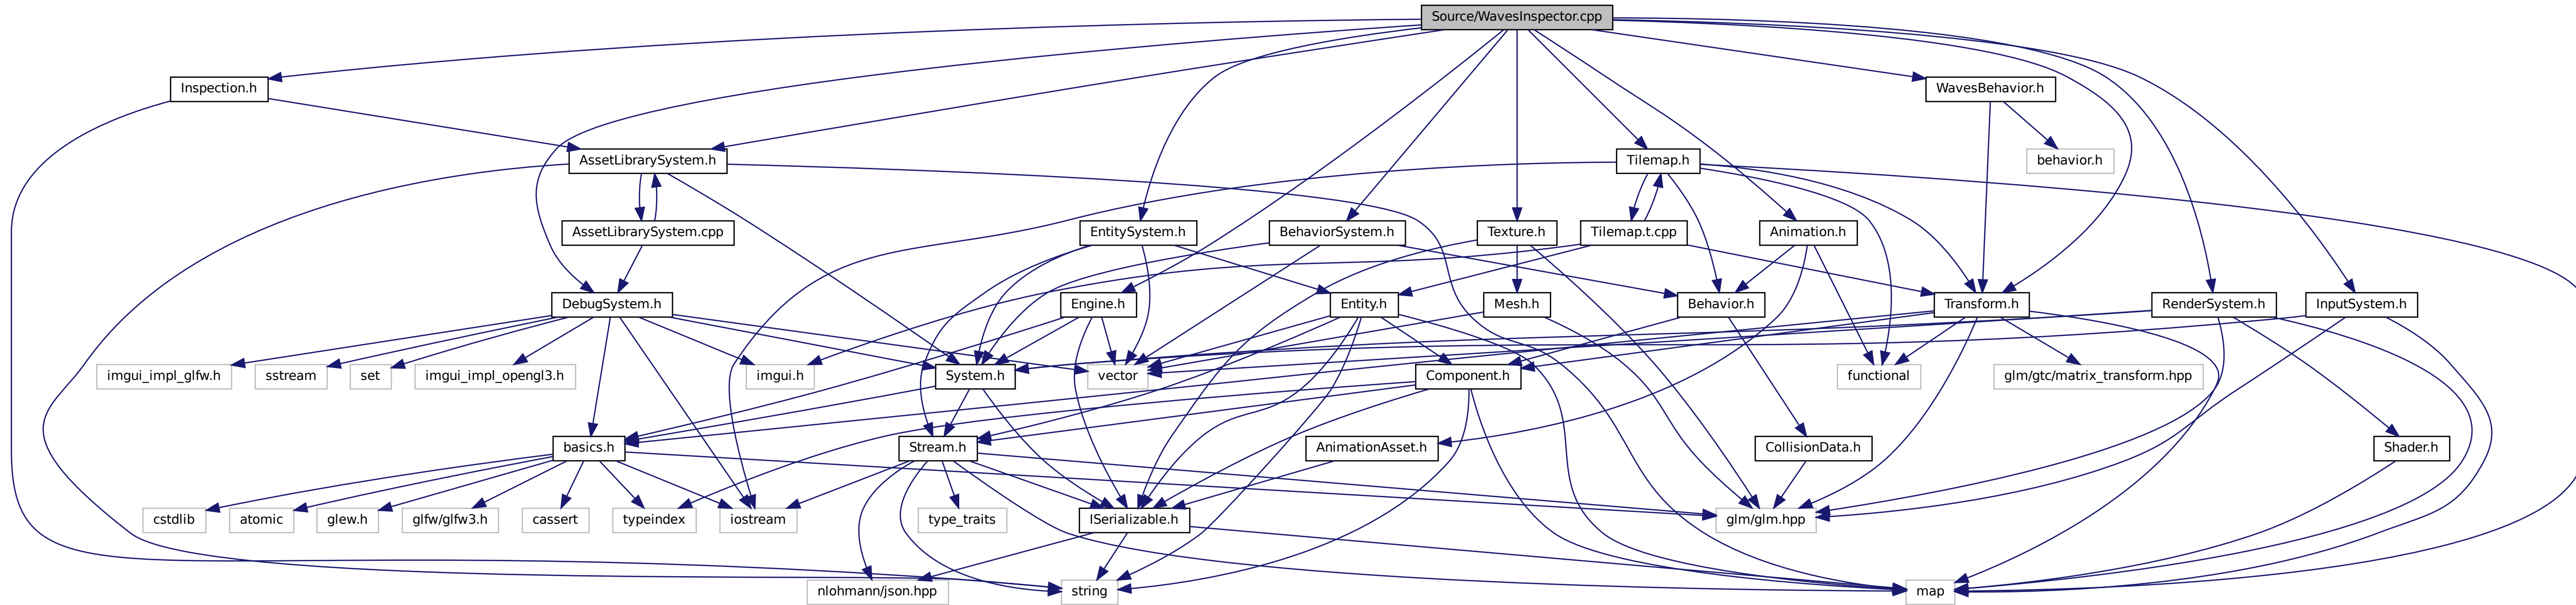 Source/WavesInspector.cpp
Inspection.h
WavesBehavior.h
AssetLibrarySystem.h
Tilemap.h
behavior.h
AssetLibrarySystem.cpp
EntitySystem.h
BehaviorSystem.h
Texture.h
Tilemap.t.cpp
Animation.h
DebugSystem.h
Engine.h
Entity.h
Mesh.h
Behavior.h
Transform.h
RenderSystem.h
InputSystem.h
imgui_impl_glfw.h
sstream
set
imgui_impl_opengl3.h
imgui.h
System.h
vector
Component.h
functional
glm/gtc/matrix_transform.hpp
basics.h
Stream.h
AnimationAsset.h
CollisionData.h
Shader.h
cstdlib
atomic
glew.h
glfw/glfw3.h
cassert
typeindex
iostream
type_traits
ISerializable.h
glm/glm.hpp
nlohmann/json.hpp
string
map